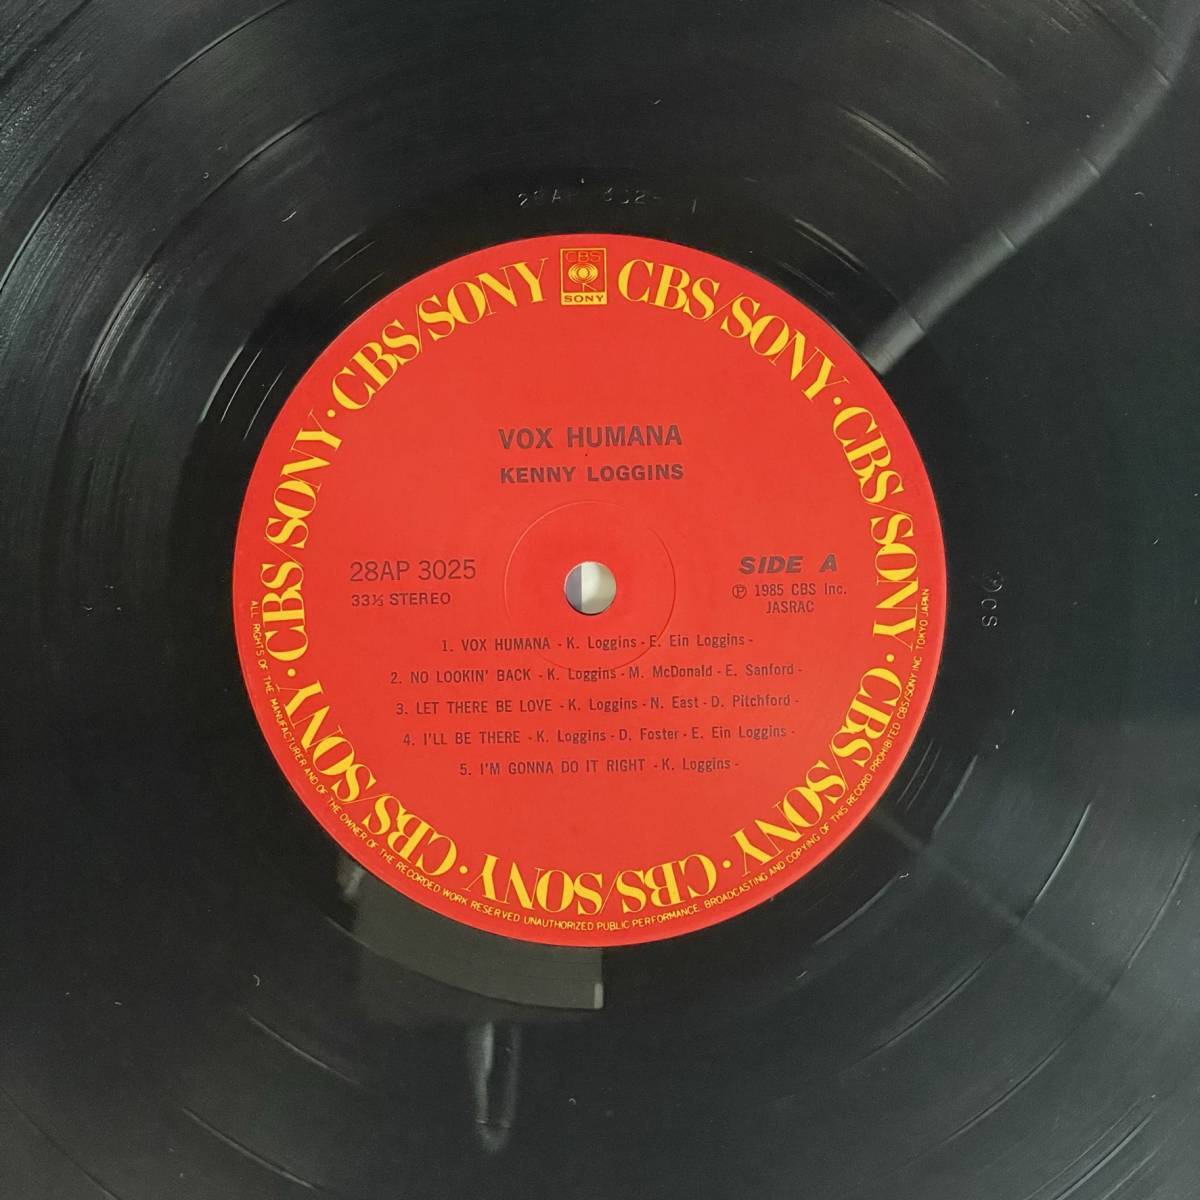 CBS
SONY
CBS/SONY · CBS/SONY · CBS/SONY · CBS/SONY · CBS/SONY · CBS/SONY · CBS/SONY · CBS/SONY · CBS/SONY
VOX HUMANA
KENNY LOGGINS
28AP 3025
33⅓ STEREO
SIDE A
Ⓟ 1985 CBS Inc.
JASRAC
1. VOX HUMANA - K. Loggins - E. Ein Loggins -
2. NO LOOKIN' BACK - K. Loggins - M. McDonald - E. Sanford -
3. LET THERE BE LOVE - K. Loggins - N. East - D. Pitchford -
4. I'LL BE THERE - K. Loggins - D. Foster - E. Ein Loggins -
5. I'M GONNA DO IT RIGHT - K. Loggins -
ALL RIGHTS OF THE MANUFACTURER AND OF THE OWNER OF THE RECORDED WORK RESERVED UNAUTHORIZED PUBLIC PERFORMANCE. BROADCASTING AND COPYING OF THIS RECORD PROHIBITED CBS/SONY INC. TOKYO JAPAN